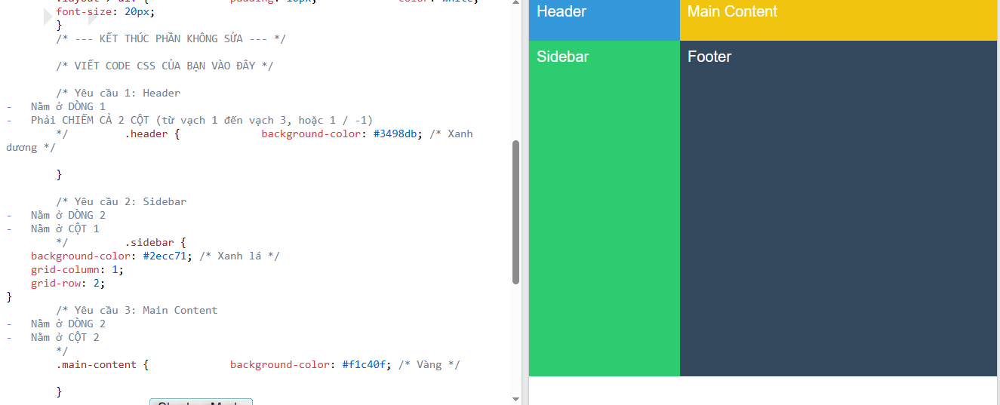 font-size: 20px;
}
/* --- KẾT THÚC PHẦN KHÔNG SỬA --- */
/* VIẾT CODE CSS CỦA BẠN VÀO ĐÂY */
/* Yêu cầu 1: Header
- Nằm ở DÒNG 1
- Phải CHIẾM CẢ 2 CỘT (từ vạch 1 đến vạch 3, hoặc 1 / -1)
*/ .header { background-color: #3498db; /* Xanh
dương */
}
/* Yêu cầu 2: Sidebar
- Nằm ở DÒNG 2
- Nằm ở CỘT 1
*/ .sidebar {
background-color: #2ecc71; /* Xanh lá */
grid-column: 1;
grid-row: 2;
}
/* Yêu cầu 3: Main Content
- Nằm ở DÒNG 2
- Nằm ở CỘT 2
*/
.main-content { background-color: #f1c40f; /* Vàng */
}
Header
Main Content
Sidebar
Footer